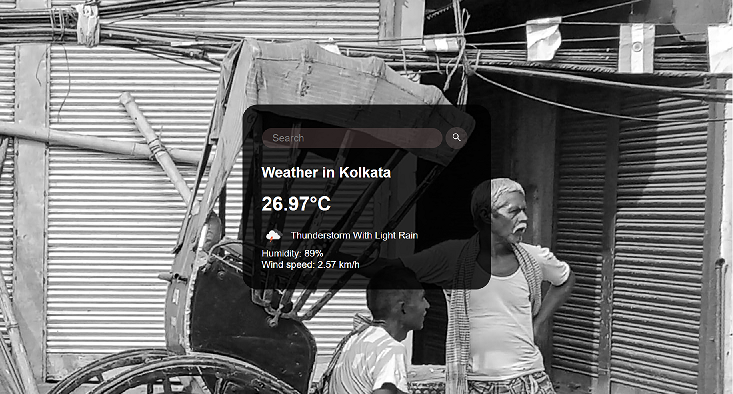 Search
Weather in Kolkata
26.97°C
Thunderstorm With Light Rain
Humidity: 89%
Wind speed: 2.57 km/h